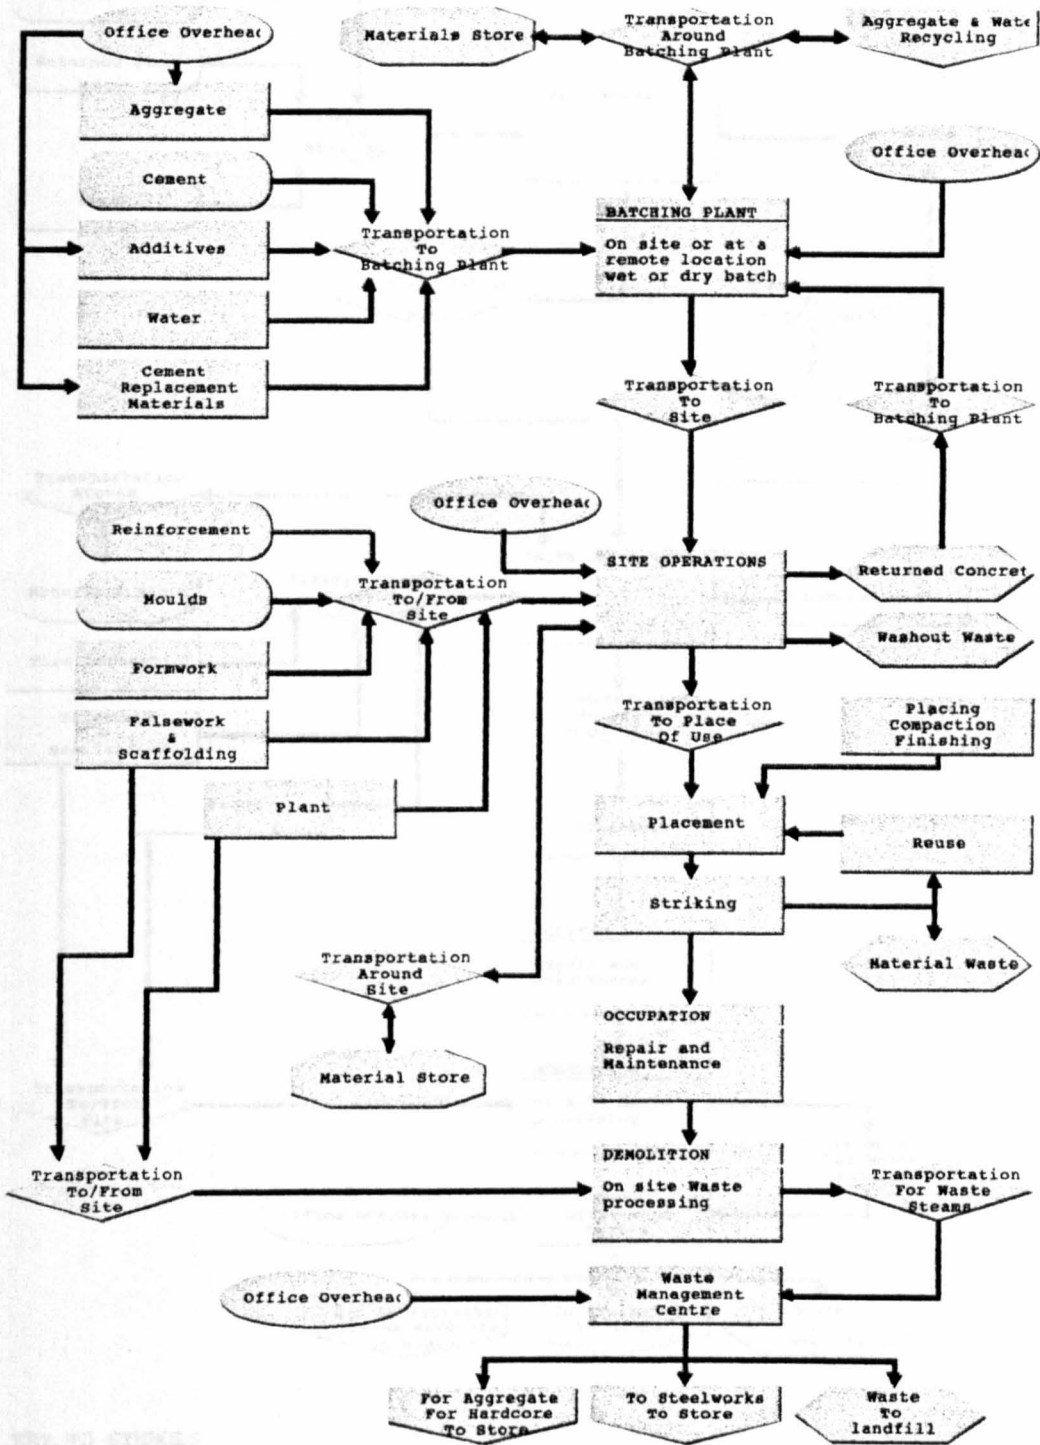 Office Overhead
Materials Store
Transportation
Around
Batching Plant
Aggregate & Wate
Recycling
Aggregate
Cement
Additives
Water
Cement
Replacement
Materials
Transportation
To
Batching Plant
BATCHING PLANT
On site or at a
remote location
wet or dry batch
Office Overhead
Transportation
To
Site
Transportation
To
Batching Plant
Reinforcement
Moulds
Formwork
Falsework
&
Scaffolding
Plant
Office Overhead
Transportation
To/From
Site
SITE OPERATIONS
Returned Concret
Washout Waste
Transportation
To Place
Of Use
Placing
Compaction
Finishing
Placement
Reuse
Striking
Material Waste
Transportation
Around
Site
Material Store
OCCUPATION
Repair and
Maintenance
Transportation
To/From
Site
DEMOLITION
On site Waste
processing
Transportation
For Waste
Steams
Office Overhead
Waste
Management
Centre
For Aggregate
For Hardcore
To Store
To Steelworks
To Store
Waste
To
landfill